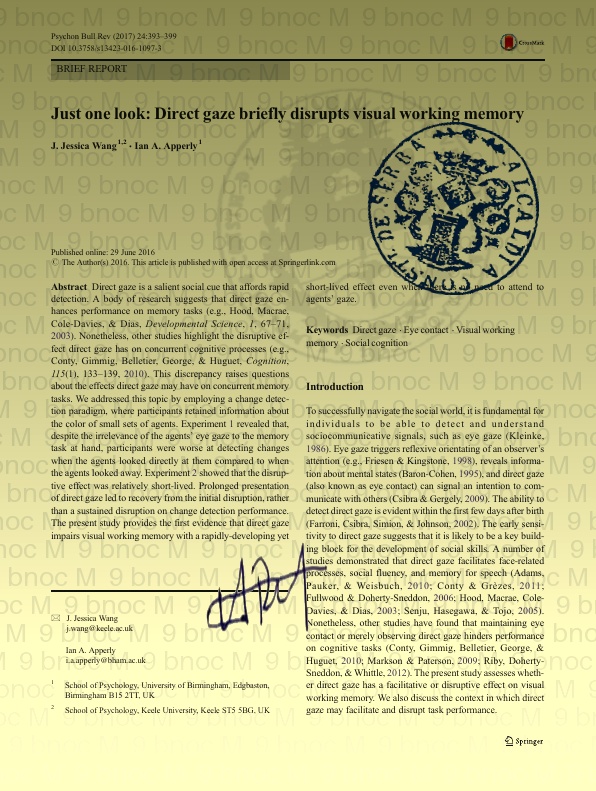 Psychon Bull Rev (2017) 24:393–399
DOI 10.3758/s13423-016-1097-3
CrossMark
BRIEF REPORT
Just one look: Direct gaze briefly disrupts visual working memory
J. Jessica Wang1,2 · Ian A. Apperly1
Published online: 29 June 2016
© The Author(s) 2016. This article is published with open access at Springerlink.com
Abstract Direct gaze is a salient social cue that affords rapid
detection. A body of research suggests that direct gaze en-
hances performance on memory tasks (e.g., Hood, Macrae,
Cole-Davies, & Dias, Developmental Science, 1, 67–71,
2003). Nonetheless, other studies highlight the disruptive ef-
fect direct gaze has on concurrent cognitive processes (e.g.,
Conty, Gimmig, Belletier, George, & Huguet, Cognition,
115(1), 133–139, 2010). This discrepancy raises questions
about the effects direct gaze may have on concurrent memory
tasks. We addressed this topic by employing a change detec-
tion paradigm, where participants retained information about
the color of small sets of agents. Experiment 1 revealed that,
despite the irrelevance of the agents' eye gaze to the memory
task at hand, participants were worse at detecting changes
when the agents looked directly at them compared to when
the agents looked away. Experiment 2 showed that the disrup-
tive effect was relatively short-lived. Prolonged presentation
of direct gaze led to recovery from the initial disruption, rather
than a sustained disruption on change detection performance.
The present study provides the first evidence that direct gaze
impairs visual working memory with a rapidly-developing yet
short-lived effect even when there is no need to attend to
agents' gaze.
Keywords Direct gaze · Eye contact · Visual working
memory · Social cognition
Introduction
To successfully navigate the social world, it is fundamental for
individuals to be able to detect and understand
sociocommunicative signals, such as eye gaze (Kleinke,
1986). Eye gaze triggers reflexive orientating of an observer's
attention (e.g., Friesen & Kingstone, 1998), reveals informa-
tion about mental states (Baron-Cohen, 1995), and direct gaze
(also known as eye contact) can signal an intention to com-
municate with others (Csibra & Gergely, 2009). The ability to
detect direct gaze is evident within the first few days after birth
(Farroni, Csibra, Simion, & Johnson, 2002). The early sensi-
tivity to direct gaze suggests that it is likely to be a key build-
ing block for the development of social skills. A number of
studies demonstrated that direct gaze facilitates face-related
processes, social fluency, and memory for speech (Adams,
Pauker, & Weisbuch, 2010; Conty & Grèzes, 2011;
Fullwood & Doherty-Sneddon, 2006; Hood, Macrae, Cole-
Davies, & Dias, 2003; Senju, Hasegawa, & Tojo, 2005).
Nonetheless, other studies have found that maintaining eye
contact or merely observing direct gaze hinders performance
on cognitive tasks (Conty, Gimmig, Belletier, George, &
Huguet, 2010; Markson & Paterson, 2009; Riby, Doherty-
Sneddon, & Whittle, 2012). The present study assesses wheth-
er direct gaze has a facilitative or disruptive effect on visual
working memory. We also discuss the context in which direct
gaze may facilitate and disrupt task performance.
J. Jessica Wang
j.wang@keele.ac.uk
Ian A. Apperly
i.a.apperly@bham.ac.uk
1 School of Psychology, University of Birmingham, Edgbaston,
Birmingham B15 2TT, UK
2 School of Psychology, Keele University, Keele ST5 5BG, UK
Springer
ALCALDIA
DE SERBA
9 bnoc M